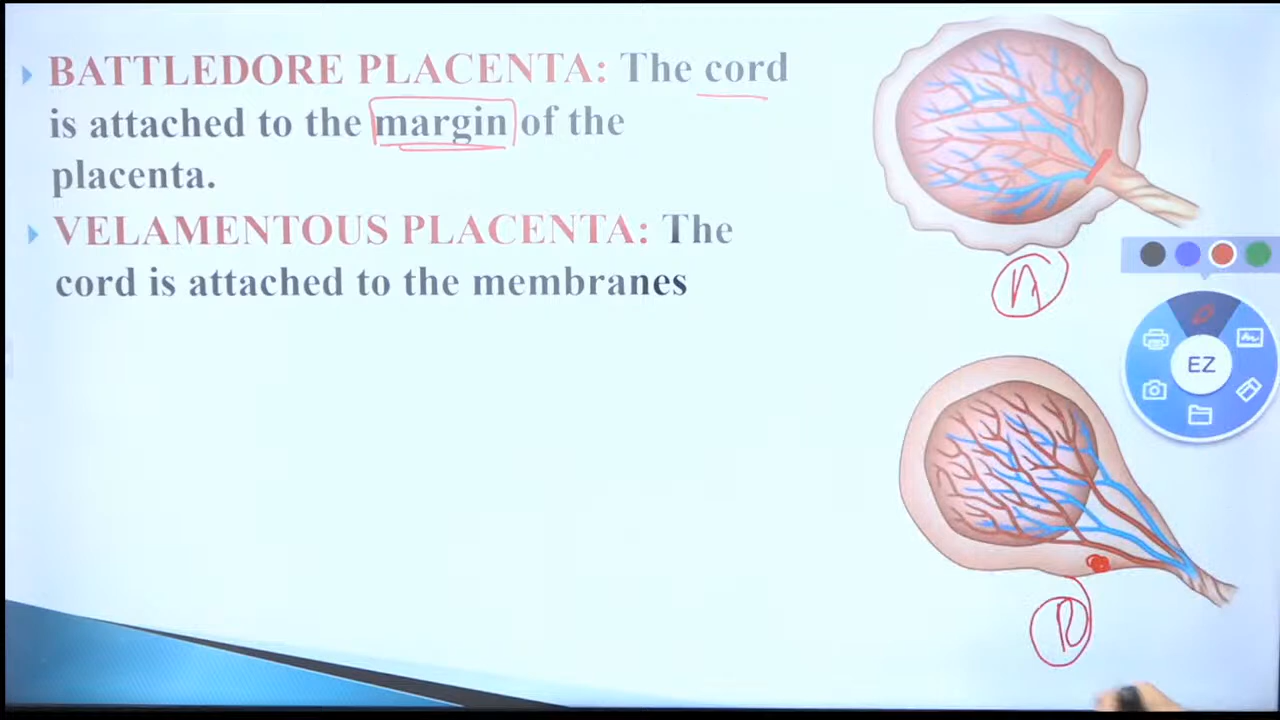 BATTLEDORE PLACENTA: The cord
is attached to the margin of the
placenta.
VELAMENTOUS PLACENTA: The
cord is attached to the membranes
EZ